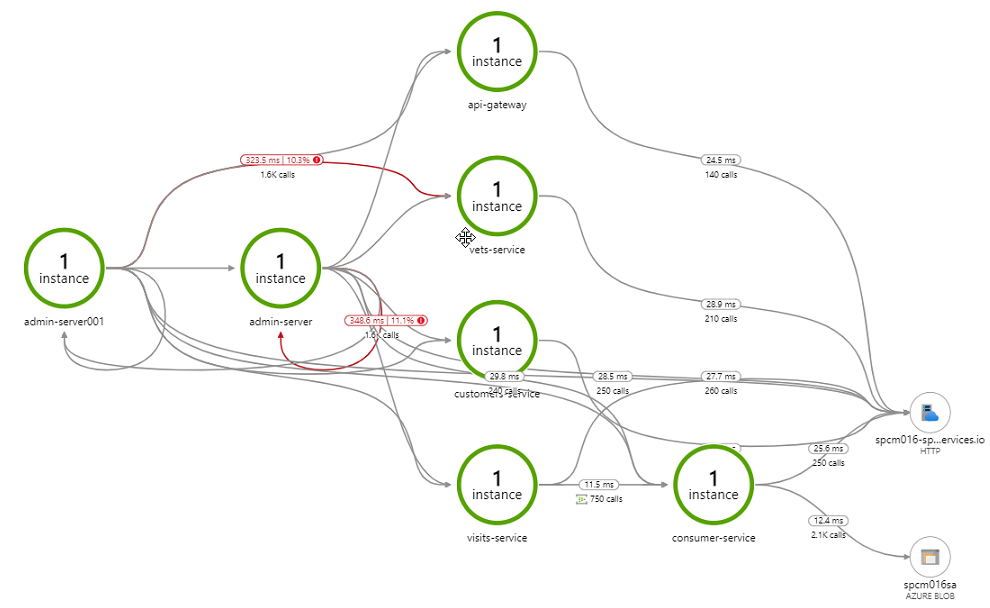 1
instance
api-gateway
323.5 ms | 10.3%
1.6K calls
24.5 ms
140 calls
1
instance
vets-service
1
instance
admin-server001
1
instance
admin-server
28.9 ms
210 calls
348.6 ms | 11.1%
1.6K calls
1
instance
customers-service
29.8 ms
240 calls
28.5 ms
250 calls
27.7 ms
260 calls
spcm016-sp...ervices.io
HTTP
25.6 ms
250 calls
1
instance
visits-service
11.5 ms
750 calls
1
instance
consumer-service
12.4 ms
2.1K calls
spcm016sa
AZURE BLOB